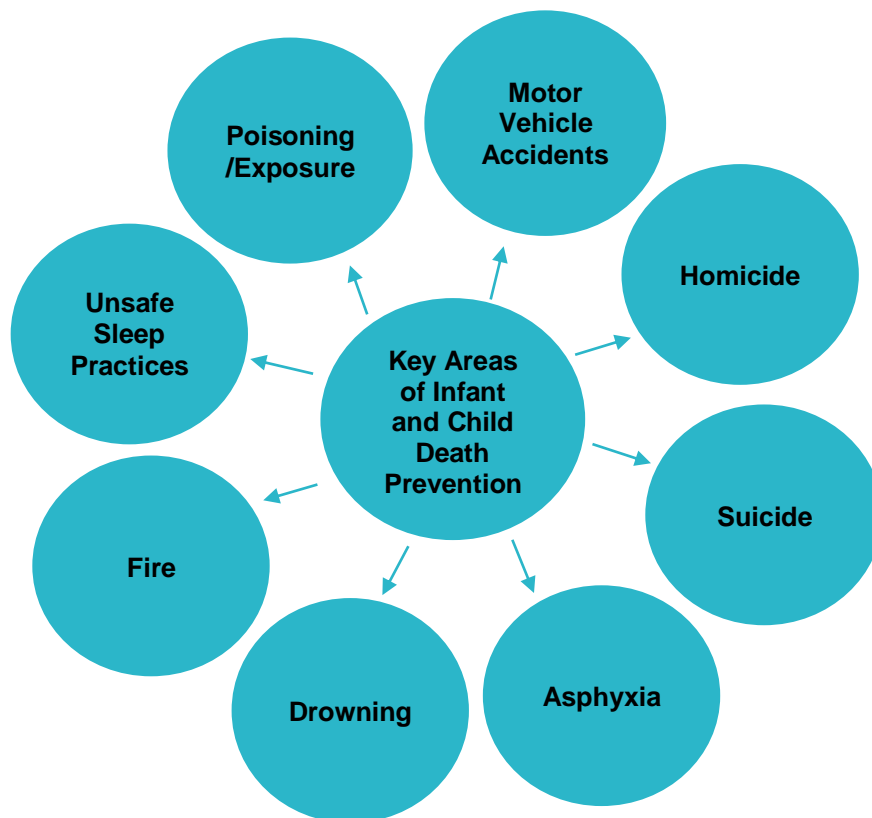 Motor
Vehicle
Accidents
Poisoning
/Exposure
Homicide
Unsafe
Sleep
Practices
Key Areas
of Infant
and Child
Death
Prevention
Suicide
Fire
Asphyxia
Drowning